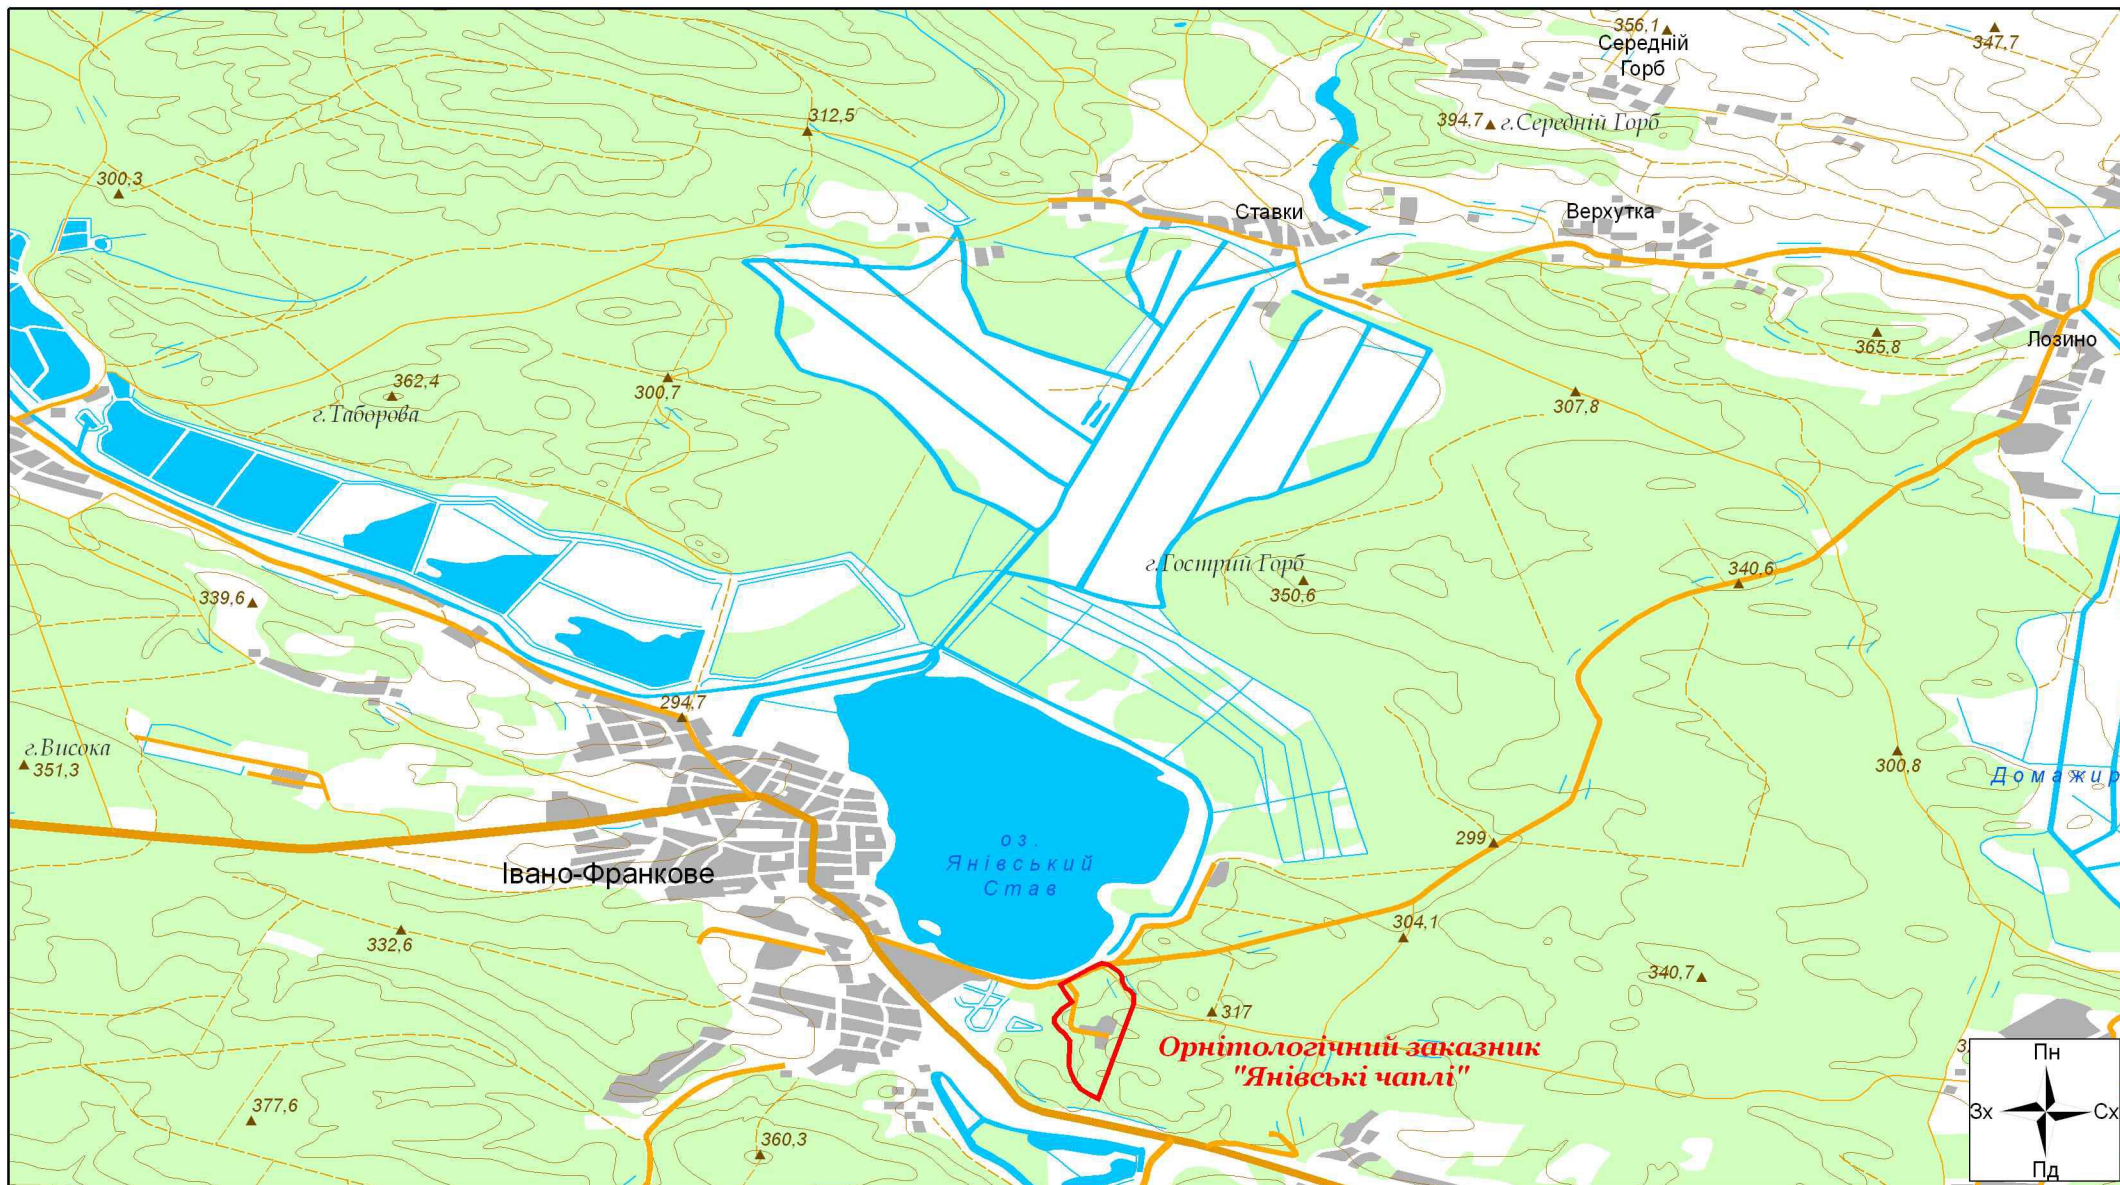 356,1
347,7
Середній
Горб
312,5
394,7
г.Середній Горб
300,3
Ставки
Верхутка
365,8
Лозино
362,4
300,7
г.Таборова
307,8
г.Гострий Горб
350,6
340,6
339,6
294,7
г.Висока
351,3
300,8
Домажир
оз.
Янівський
Став
299
Івано-Франкове
332,6
304,1
340,7
317
Орнітологічний заказник
"Янівські чаплі"
377,6
360,3
Пн
Зх
Сх
Пд